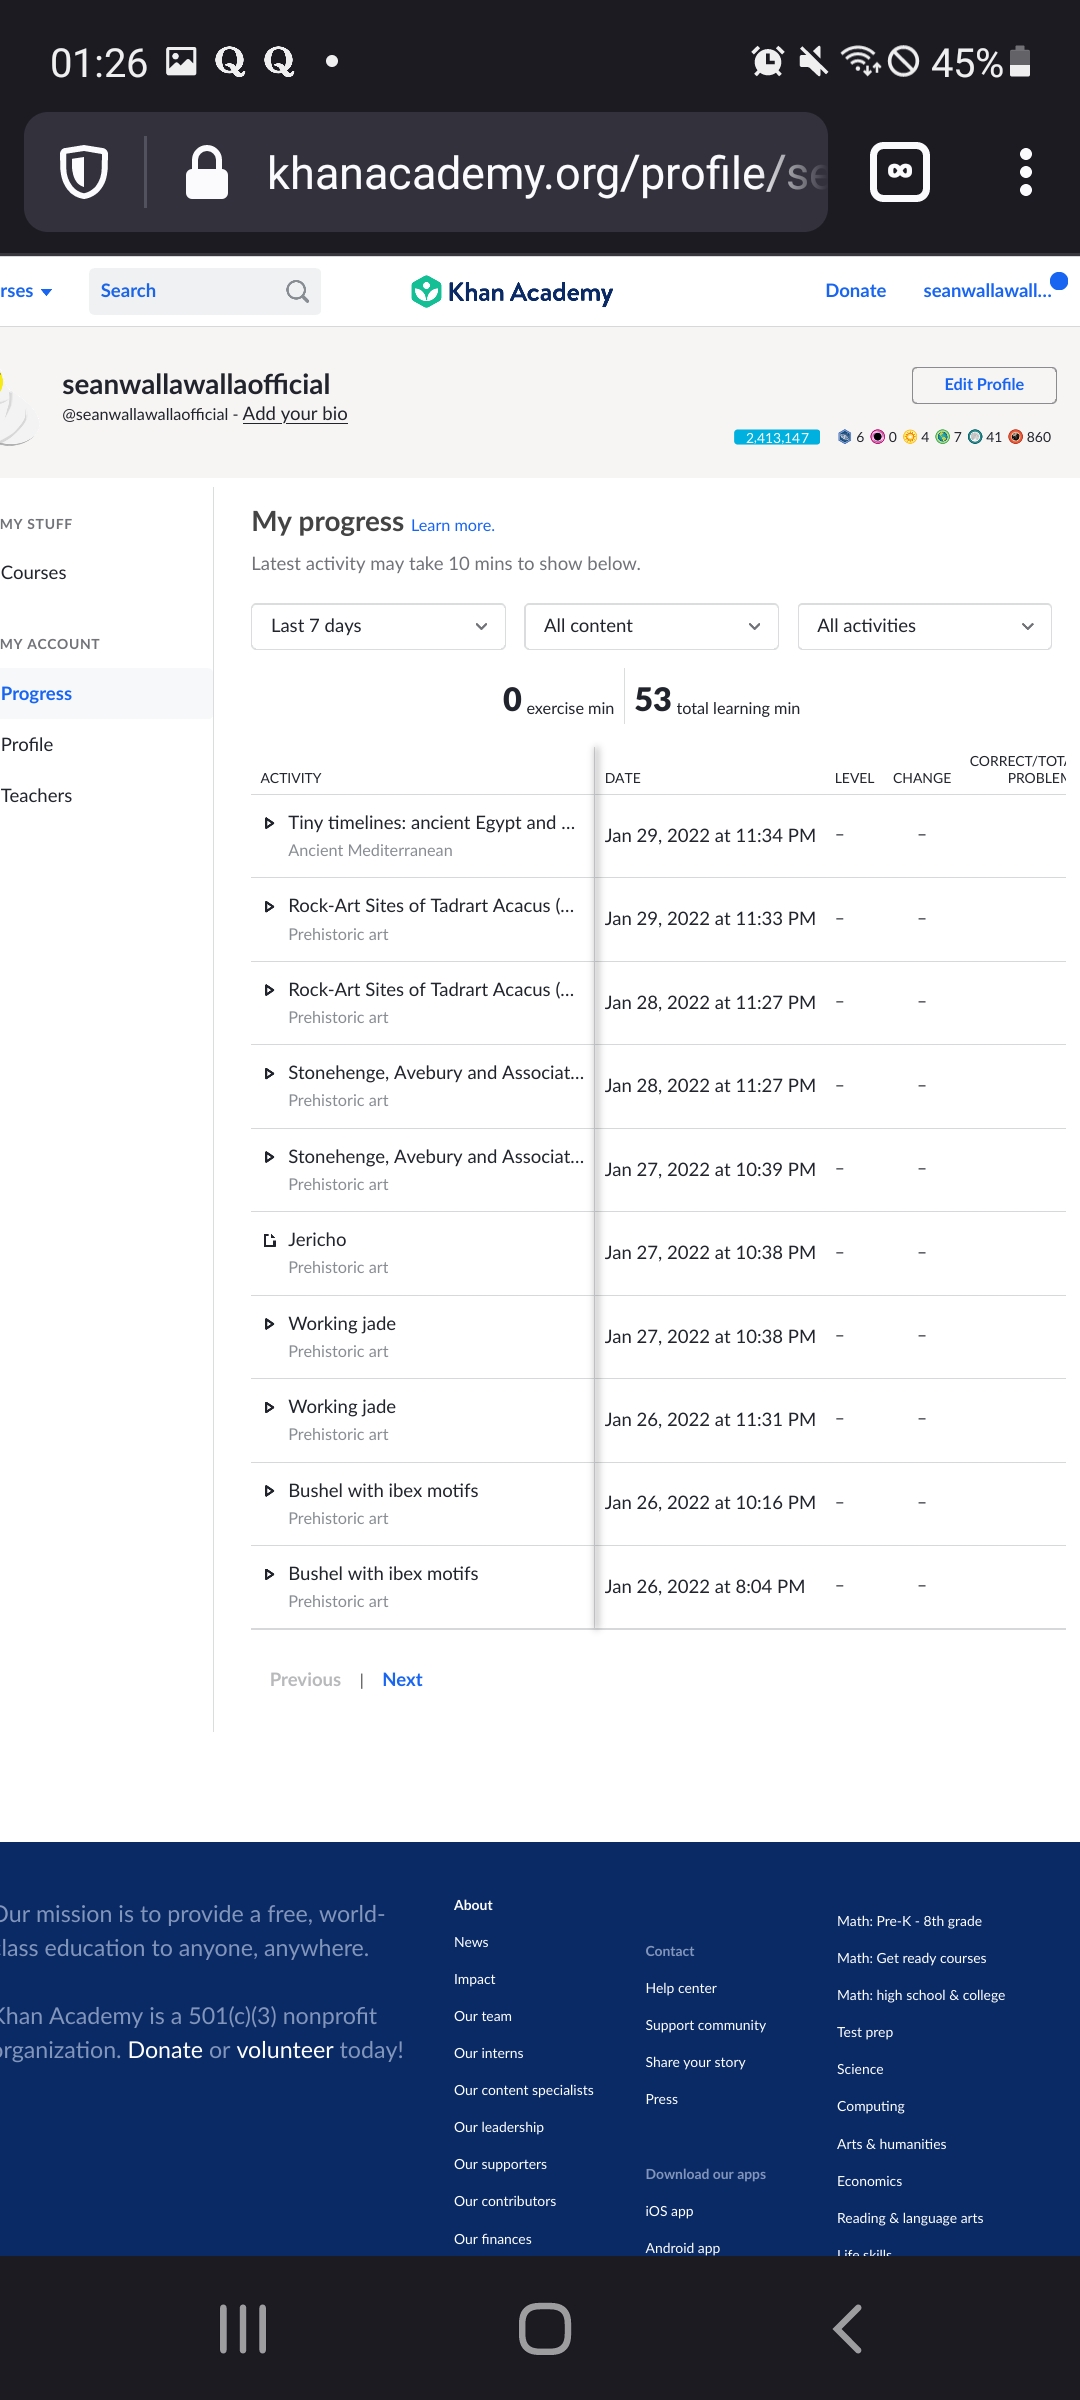 01:26
45%
khanacademy.org/profile/se
rses
Search
Khan Academy
Donate
seanwallawall...
seanwallawallaofficial
@seanwallawallaofficial - Add your bio
Edit Profile
2,413,147 6 0 4 7 41 860
MY STUFF
Courses
MY ACCOUNT
Progress
Profile
Teachers
My progress Learn more.
Latest activity may take 10 mins to show below.
Last 7 days
All content
All activities
0 exercise min
53 total learning min
ACTIVITY DATE LEVEL CHANGE CORRECT/TOTA
PROBLEM
Tiny timelines: ancient Egypt and ...
Ancient Mediterranean
Jan 29, 2022 at 11:34 PM – –
Rock-Art Sites of Tadrart Acacus (...
Prehistoric art
Jan 29, 2022 at 11:33 PM – –
Rock-Art Sites of Tadrart Acacus (...
Prehistoric art
Jan 28, 2022 at 11:27 PM – –
Stonehenge, Avebury and Associat...
Prehistoric art
Jan 28, 2022 at 11:27 PM – –
Stonehenge, Avebury and Associat...
Prehistoric art
Jan 27, 2022 at 10:39 PM – –
Jericho
Prehistoric art
Jan 27, 2022 at 10:38 PM – –
Working jade
Prehistoric art
Jan 27, 2022 at 10:38 PM – –
Working jade
Prehistoric art
Jan 26, 2022 at 11:31 PM – –
Bushel with ibex motifs
Prehistoric art
Jan 26, 2022 at 10:16 PM – –
Bushel with ibex motifs
Prehistoric art
Jan 26, 2022 at 8:04 PM – –
Previous | Next
Our mission is to provide a free, world-
class education to anyone, anywhere.
Khan Academy is a 501(c)(3) nonprofit
organization. Donate or volunteer today!
About
News
Impact
Our team
Our interns
Our content specialists
Our leadership
Our supporters
Our contributors
Our finances
Contact
Help center
Support community
Share your story
Press
Download our apps
iOS app
Android app
Math: Pre-K - 8th grade
Math: Get ready courses
Math: high school & college
Test prep
Science
Computing
Arts & humanities
Economics
Reading & language arts
Life skills